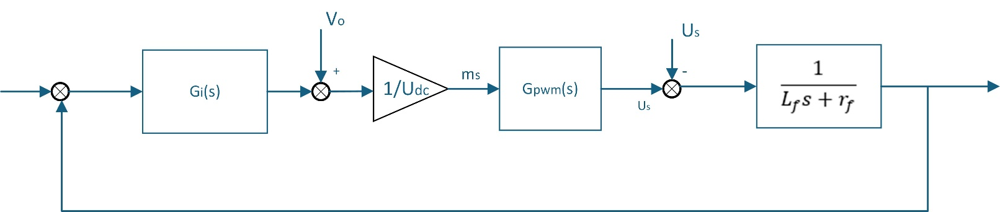 Vo
+
Gi(s)
1/Udc
ms
Gpwm(s)
Us
Us
-
1
Lfs + rf